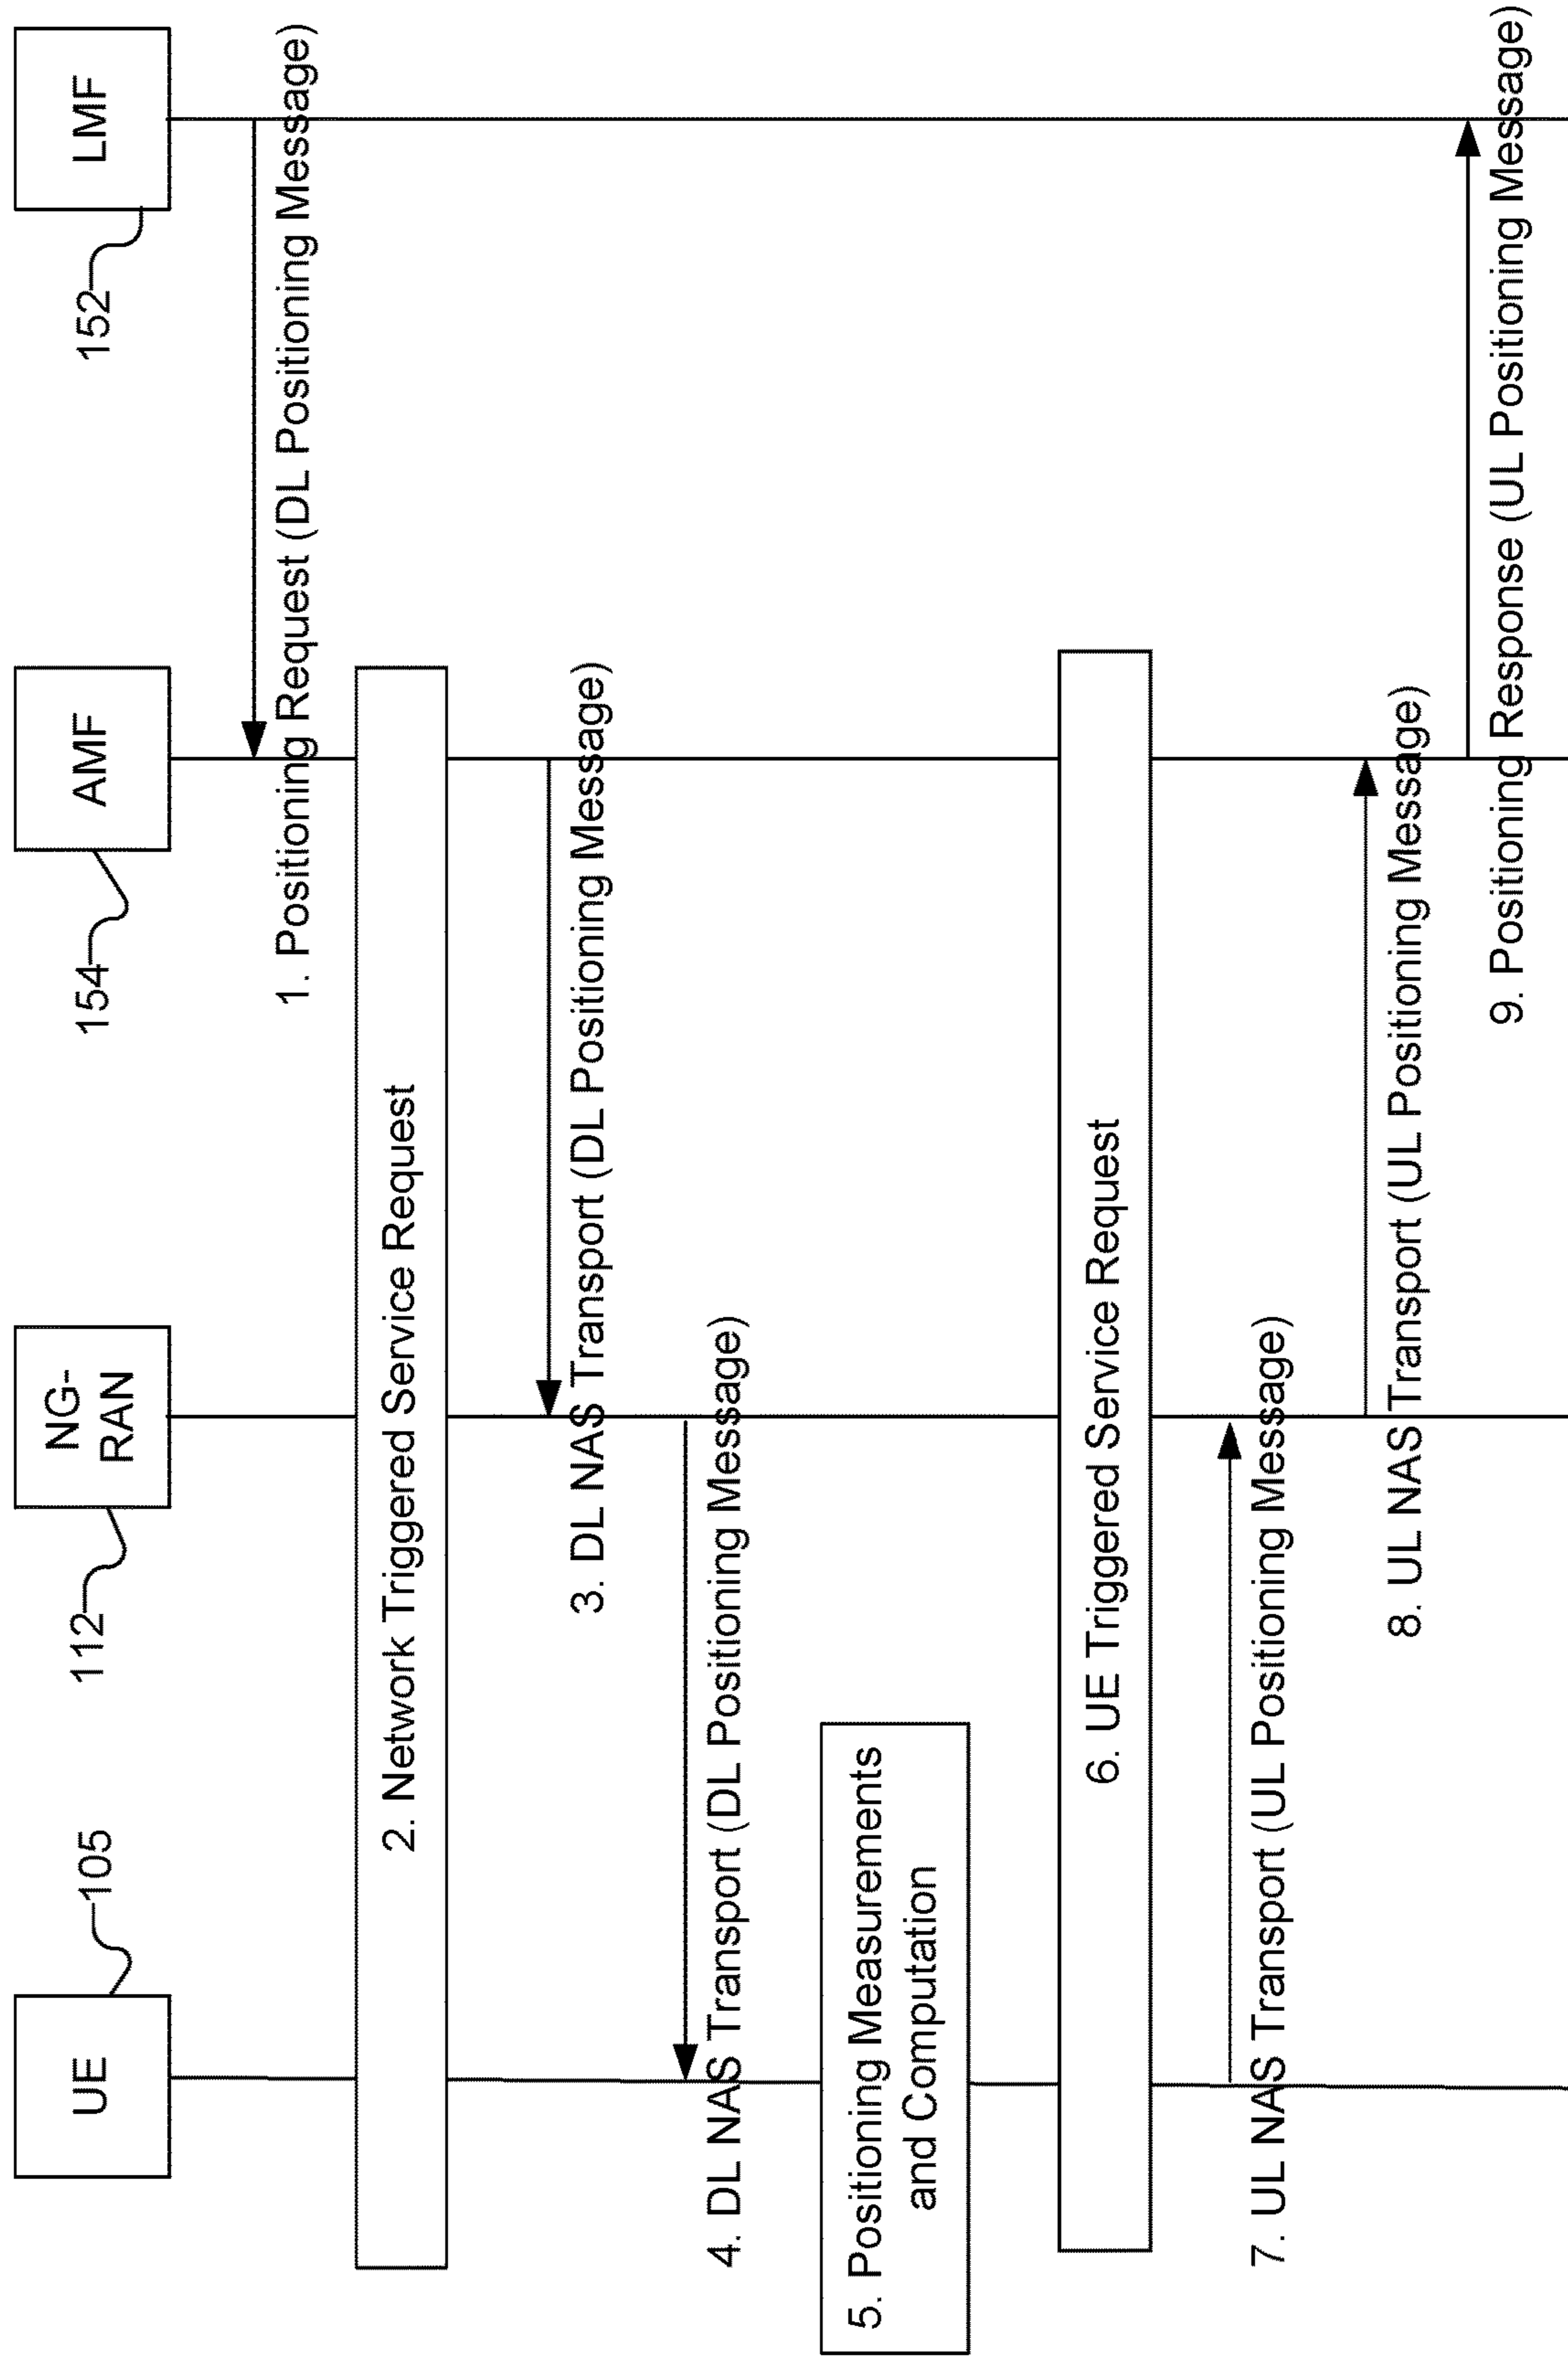 UE
NG-
RAN
AMF
LMF
105
112
154
152
1. Positioning Request (DL Positioning Message)
2. Network Triggered Service Request
3. DL NAS Transport (DL Positioning Message)
4. DL NAS Transport (DL Positioning Message)
5. Positioning Measurements
and Computation
6. UE Triggered Service Request
7. UL NAS Transport (UL Positioning Message)
8. UL NAS Transport (UL Positioning Message)
9. Positioning Response (UL Positioning Message)